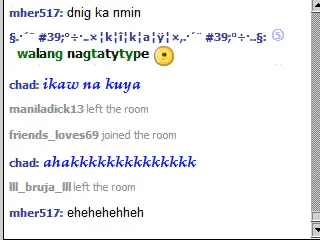 mher517: dnig ka nmin
§.·´¨ #39;°÷·..×¦k¦î¦k¦a¦ÿ¦×,.·´¨ #39;°÷·..§:
walang nagtatytype
chad: ikaw na kuya
maniladick13 left the room
friends_loves69 joined the room
chad: ahakkkkkkkkkkkkkk
lll_bruja_lll left the room
mher517: ehehehehheh